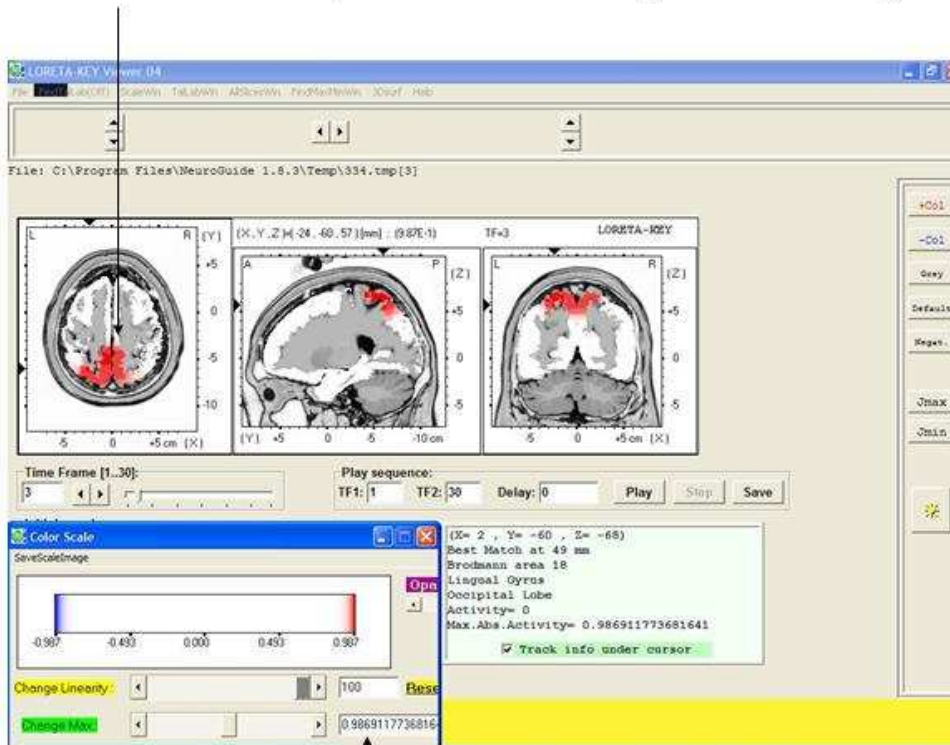 LORETA-KEY Viewer 04
File ScaleWin TalLabWin AllSlicesWin FindMaxMinWin 3Dsurf Help
File: C:\Program Files\NeuroGuide 1.8.3\Temp\334.tmp[3]
L R (Y) (X,Y,Z)=(-24,-60,57)[mm] : (9.87E-1) TF=3 LORETA-KEY
A P (Z)
L R (Z)
+5 +5 +5
0 0 0
-5 -5 -5
-10
-5 0 +5 cm (X)
(Y) +5 0 -5 -10cm
-5 0 +5 cm (X)
+Col
-Col
Grey
Default
Negat.
Jmax
Jmin
Time Frame [1..30]:
3
Play sequence:
TF1: 1 TF2: 30 Delay: 0 Play Stop Save
Color Scale
SaveScaleImage
Ope
-0.987 -0.493 0.000 0.493 0.987
Change Linearity: 100 Rese
Change Max: 0.98691177368164
(X= 2 , Y= -60 , Z= -68)
Best Match at 49 mm
Brodmann area 18
Lingual Gyrus
Occipital Lobe
Activity= 0
Max.Abs.Activity= 0.986911773681641
Track info under cursor